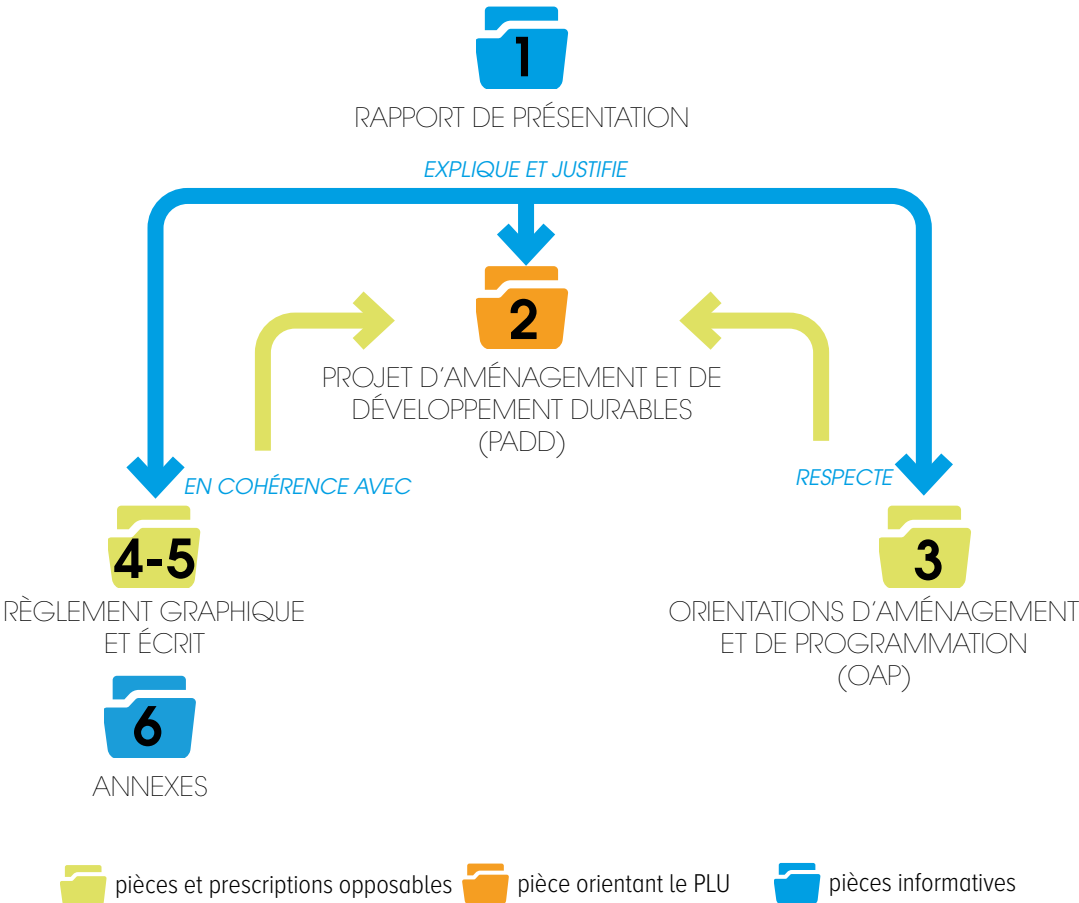 1
RAPPORT DE PRÉSENTATION
EXPLIQUE ET JUSTIFIE
2
PROJET D'AMÉNAGEMENT ET DE
DÉVELOPPEMENT DURABLES
(PADD)
EN COHÉRENCE AVEC
RESPECTE
4-5
RÈGLEMENT GRAPHIQUE
ET ÉCRIT
3
ORIENTATIONS D'AMÉNAGEMENT
ET DE PROGRAMMATION
(OAP)
6
ANNEXES
pièces et prescriptions opposables
pièce orientant le PLU
pièces informatives